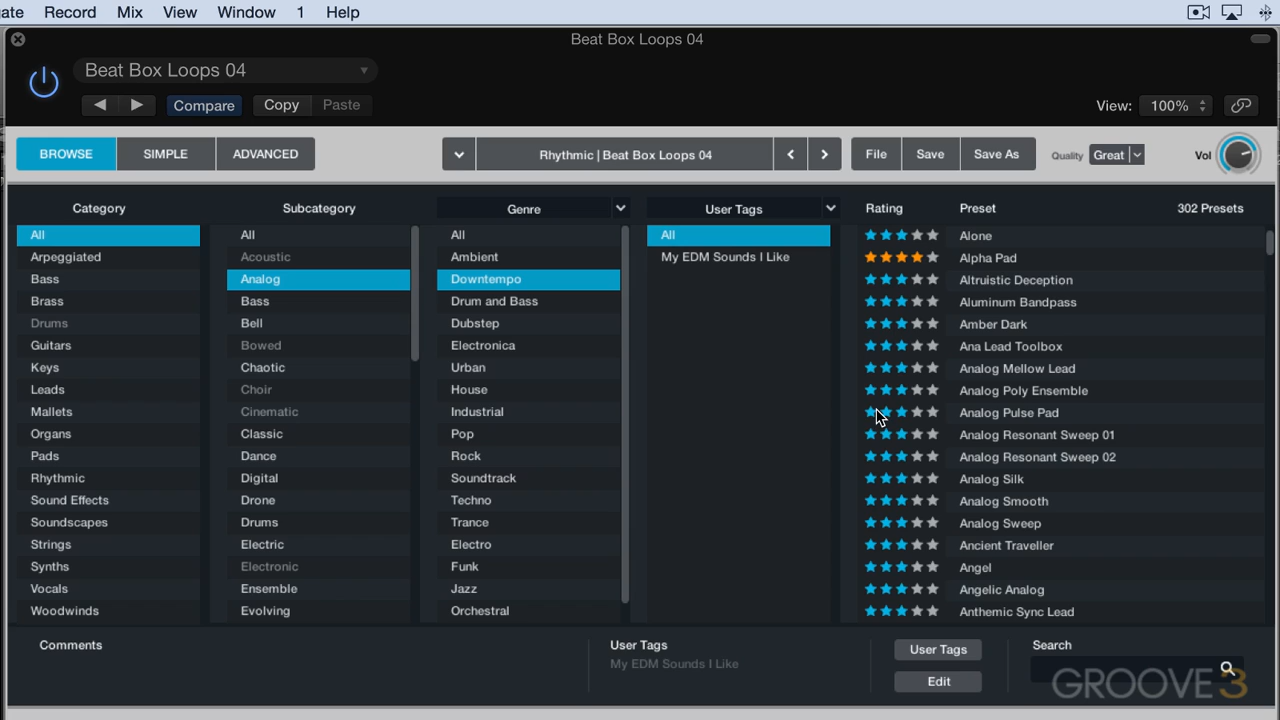 ate Record Mix View Window 1 Help
Beat Box Loops 04
Beat Box Loops 04
Compare Copy Paste View: 100%
BROWSE SIMPLE ADVANCED Rhythmic | Beat Box Loops 04 File Save Save As Quality Great Vol
Category Subcategory Genre User Tags Rating Preset 302 Presets
All All All All Alone
Arpeggiated Acoustic Ambient My EDM Sounds I Like Alpha Pad
Bass Analog Downtempo Altruistic Deception
Brass Bass Drum and Bass Aluminum Bandpass
Drums Bell Dubstep Amber Dark
Guitars Bowed Electronica Ana Lead Toolbox
Keys Chaotic Urban Analog Mellow Lead
Leads Choir House Analog Poly Ensemble
Mallets Cinematic Industrial Analog Pulse Pad
Organs Classic Pop Analog Resonant Sweep 01
Pads Dance Rock Analog Resonant Sweep 02
Rhythmic Digital Soundtrack Analog Silk
Sound Effects Drone Techno Analog Smooth
Soundscapes Drums Trance Analog Sweep
Strings Electric Electro Ancient Traveller
Synths Electronic Funk Angel
Vocals Ensemble Jazz Angelic Analog
Woodwinds Evolving Orchestral Anthemic Sync Lead
Comments User Tags User Tags Search
My EDM Sounds I Like
Edit GROOVE 3